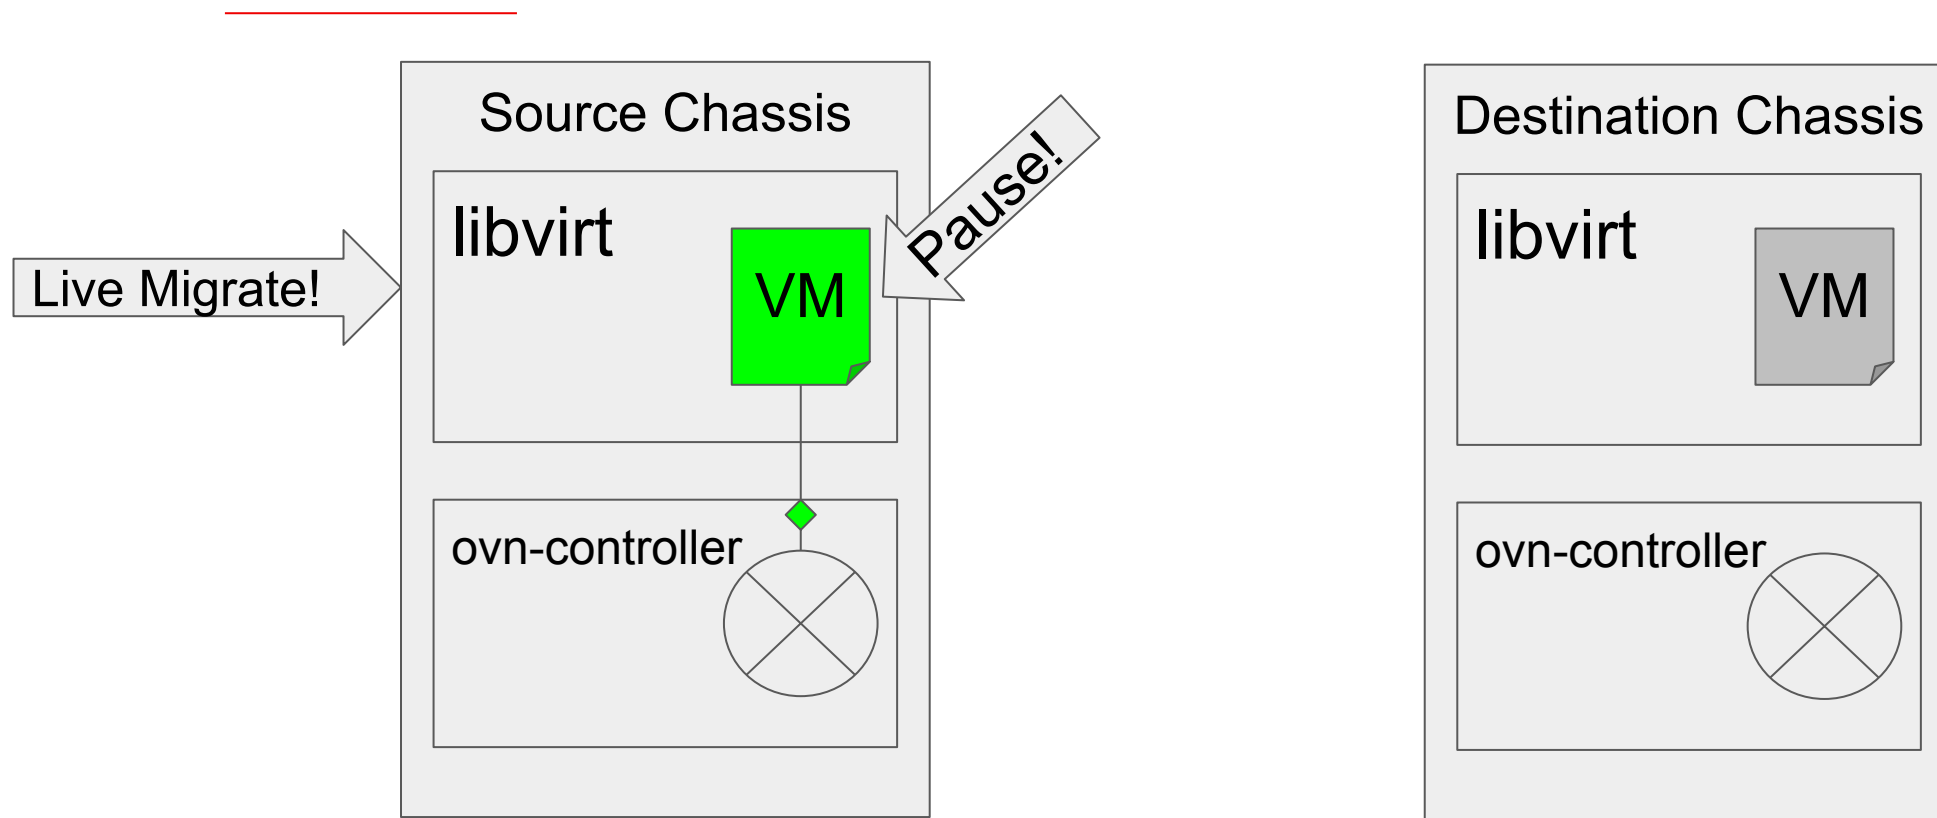 Source Chassis
libvirt
VM
Pause!
Live Migrate!
ovn-controller
Destination Chassis
libvirt
VM
ovn-controller